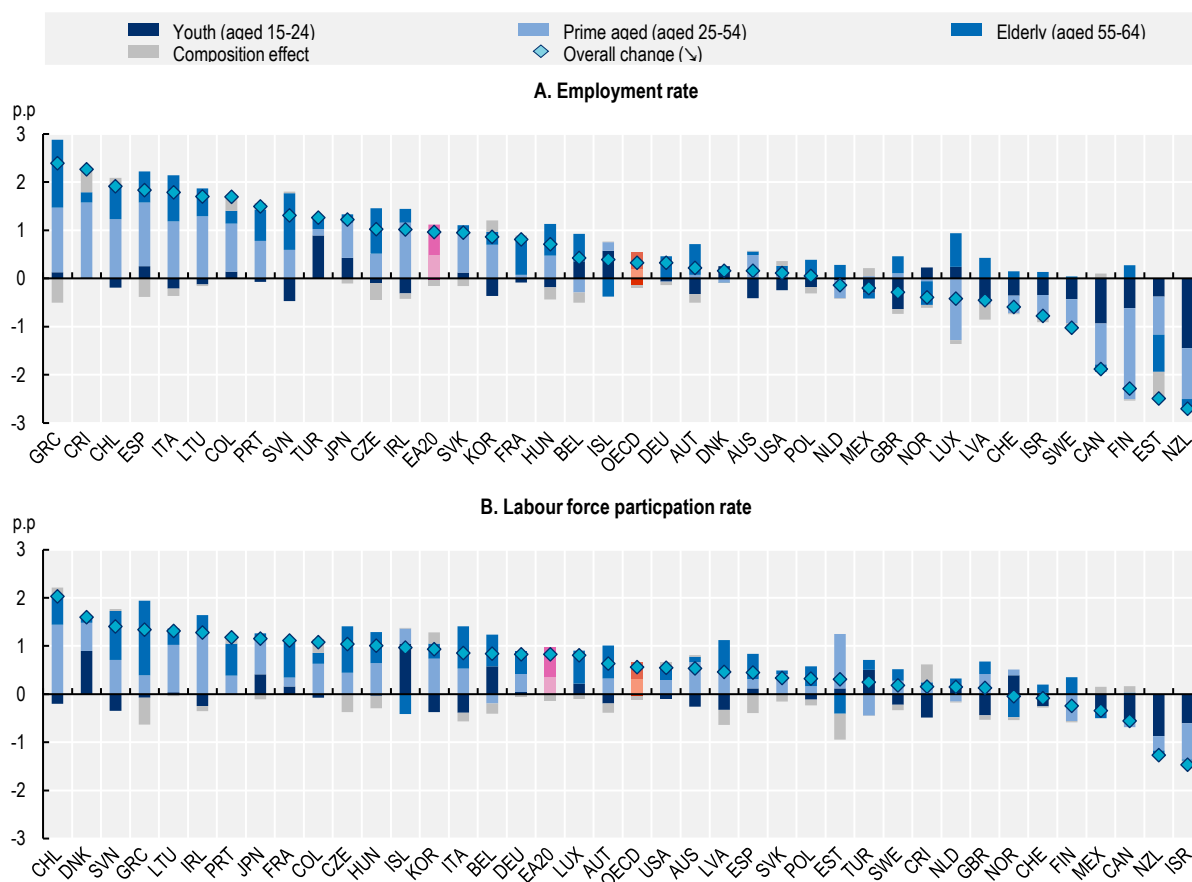 Youth (aged 15-24) Prime aged (aged 25-54) Elderly (aged 55-64)
Composition effect Overall change (↘)
A. Employment rate
p.p
3
2
1
0
-1
-2
-3
GRC CRI CHL ESP ITA LTU COL PRT SVN TUR JPN CZE IRL EA20 SVK KOR FRA HUN BEL ISL OECD DEU AUT DNK AUS USA POL NLD MEX GBR NOR LUX LVA CHE ISR SWE CAN FIN EST NZL
B. Labour force particpation rate
p.p
3
2
1
0
-1
-2
-3
CHL DNK SVN GRC LTU IRL PRT JPN FRA COL CZE HUN ISL KOR ITA BEL DEU EA20 LUX AUT OECD USA AUS LVA ESP SVK POL EST TUR SWE CRI NLD GBR NOR CHE FIN MEX CAN NZL ISR